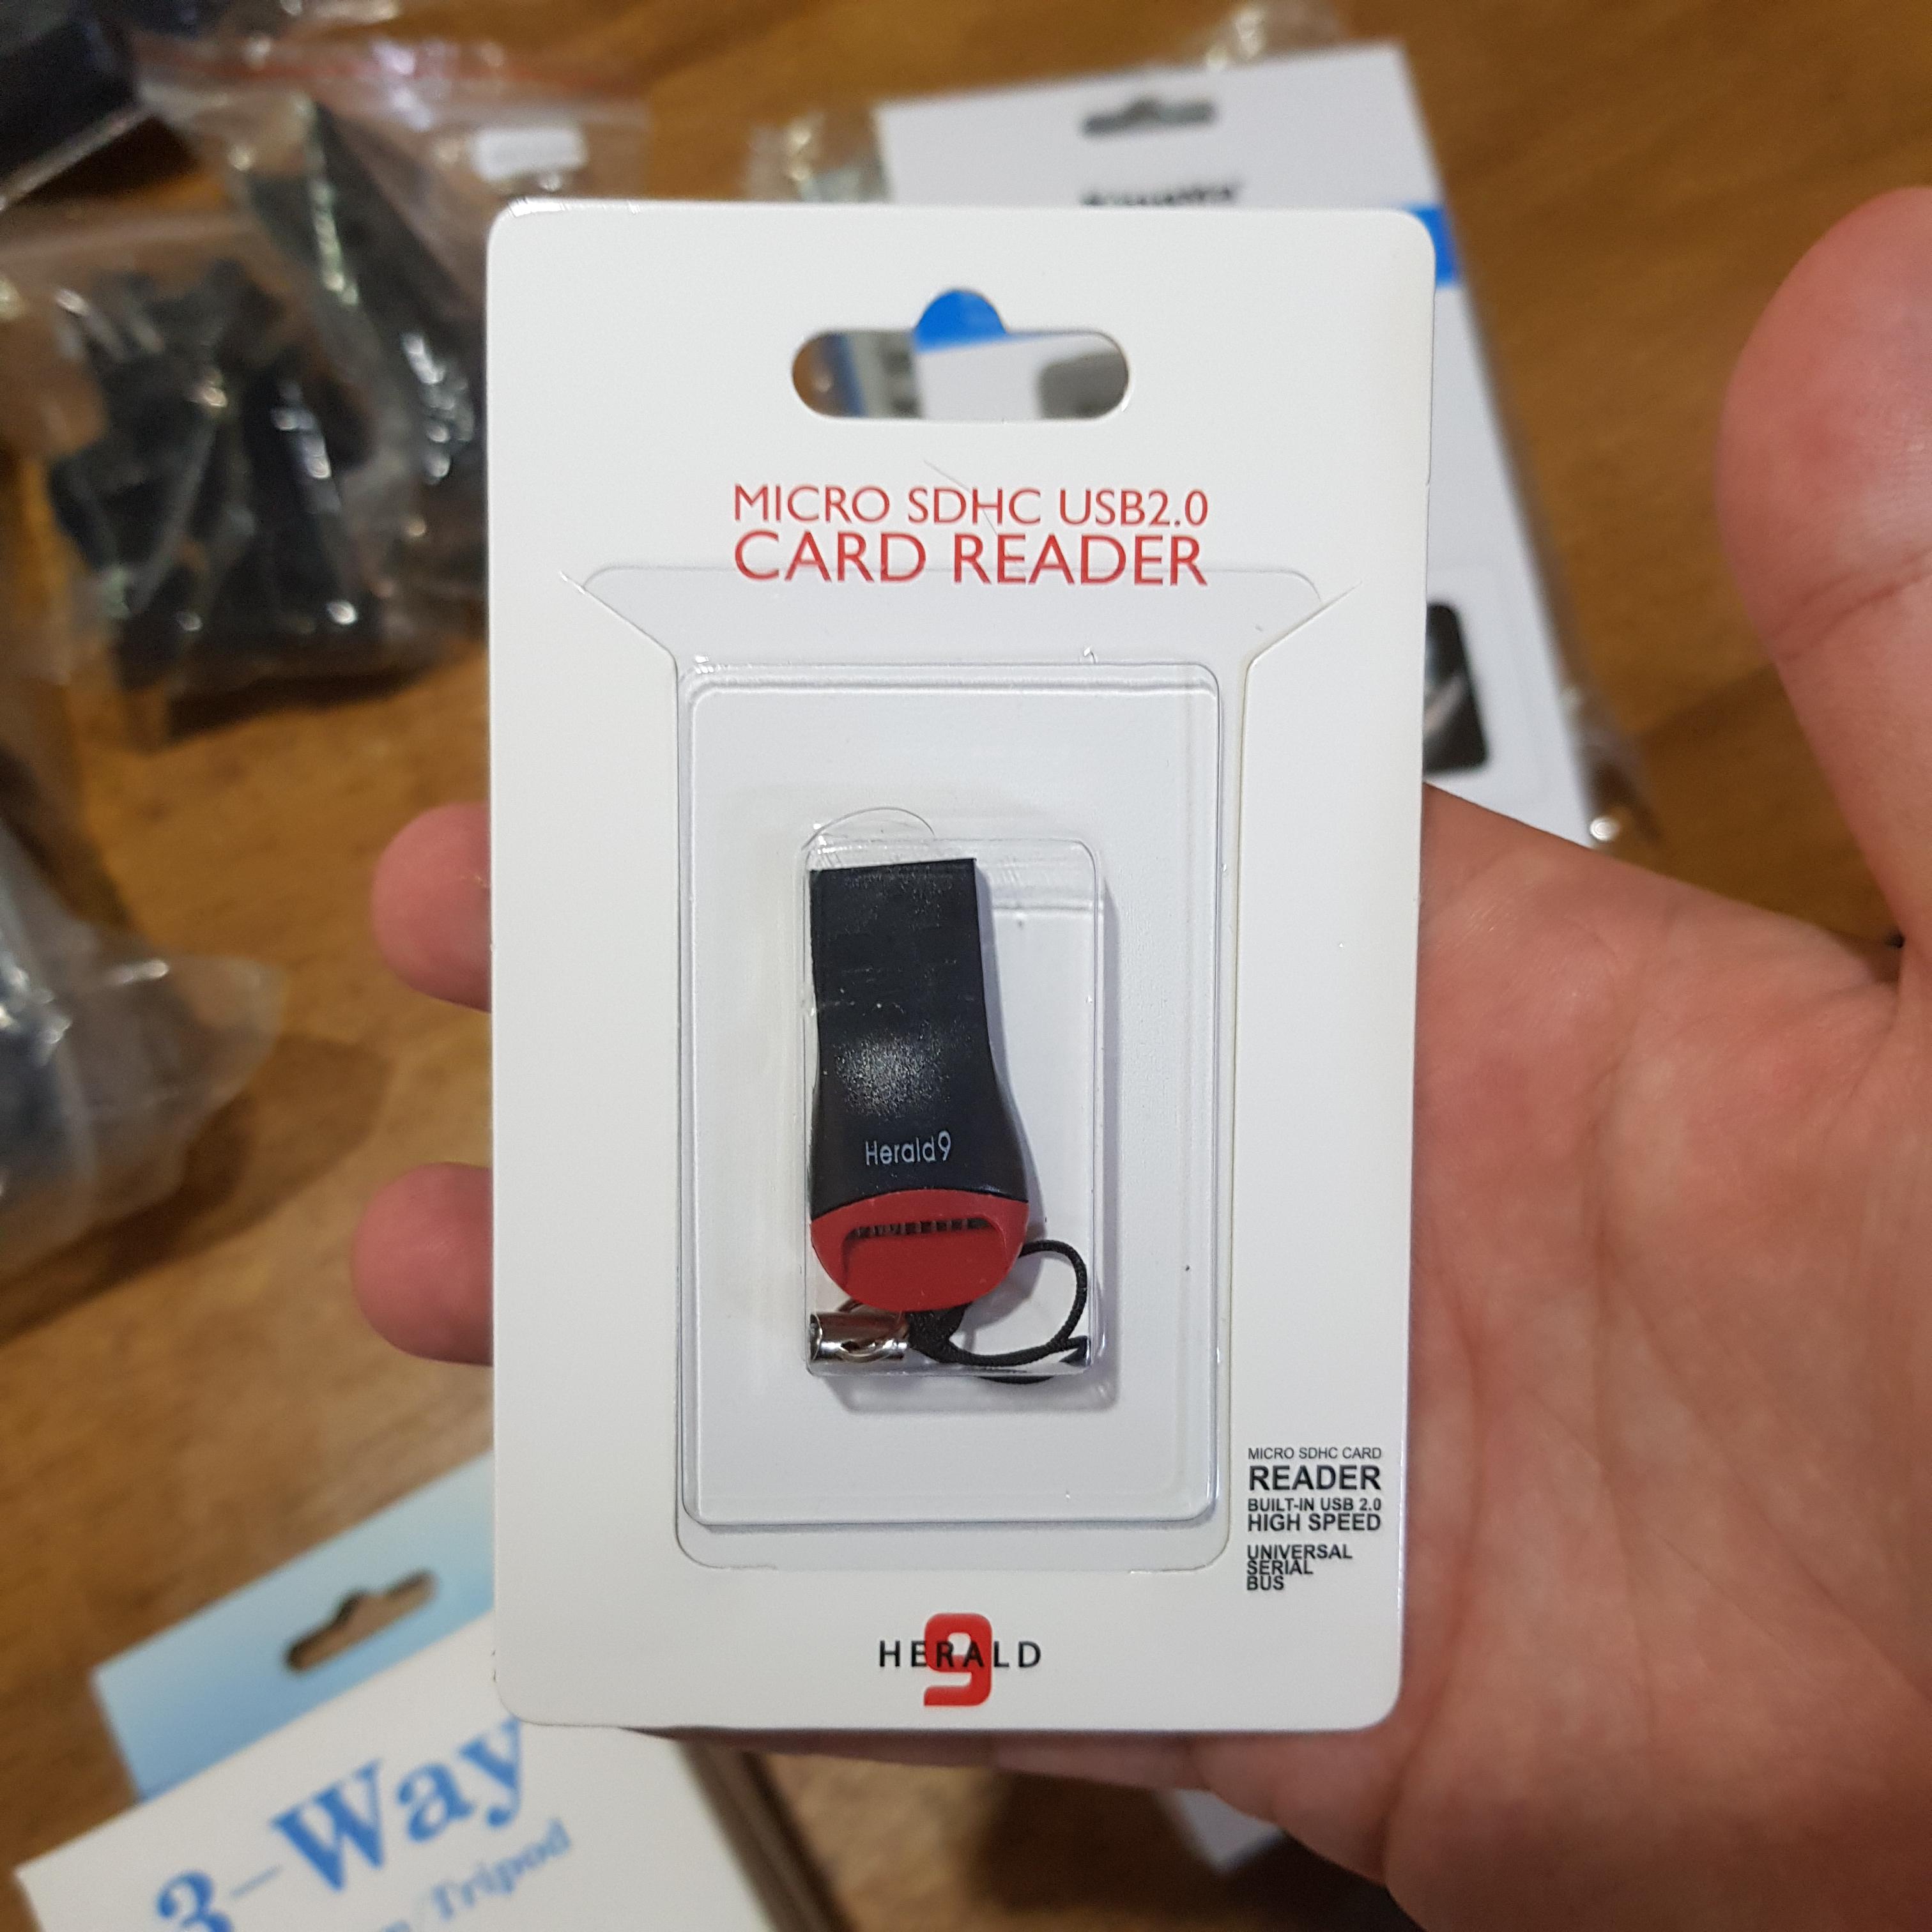 MICRO SDHC USB2.0
CARD READER
Herald9
MICRO SDHC CARD
READER
BUILT-IN USB 2.0
HIGH SPEED
UNIVERSAL
SERIAL
BUS
HERALD
9
3-Way
/Tripod